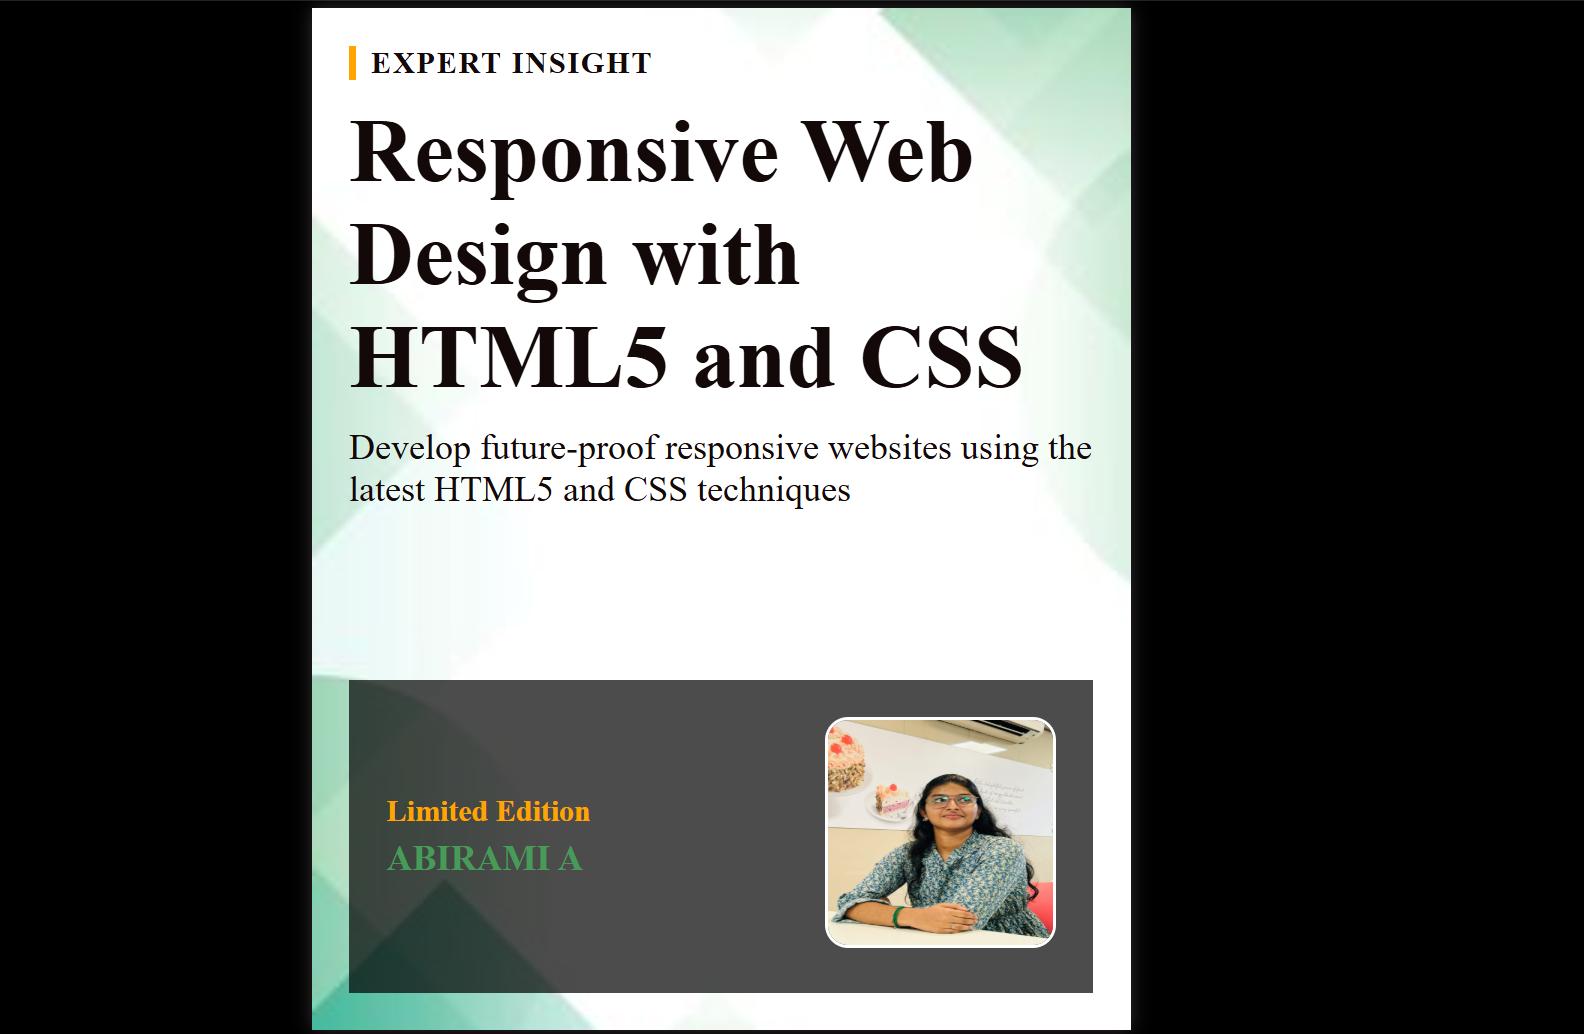 EXPERT INSIGHT
Responsive Web
Design with
HTML5 and CSS
Develop future-proof responsive websites using the
latest HTML5 and CSS techniques
Limited Edition
ABIRAMI A